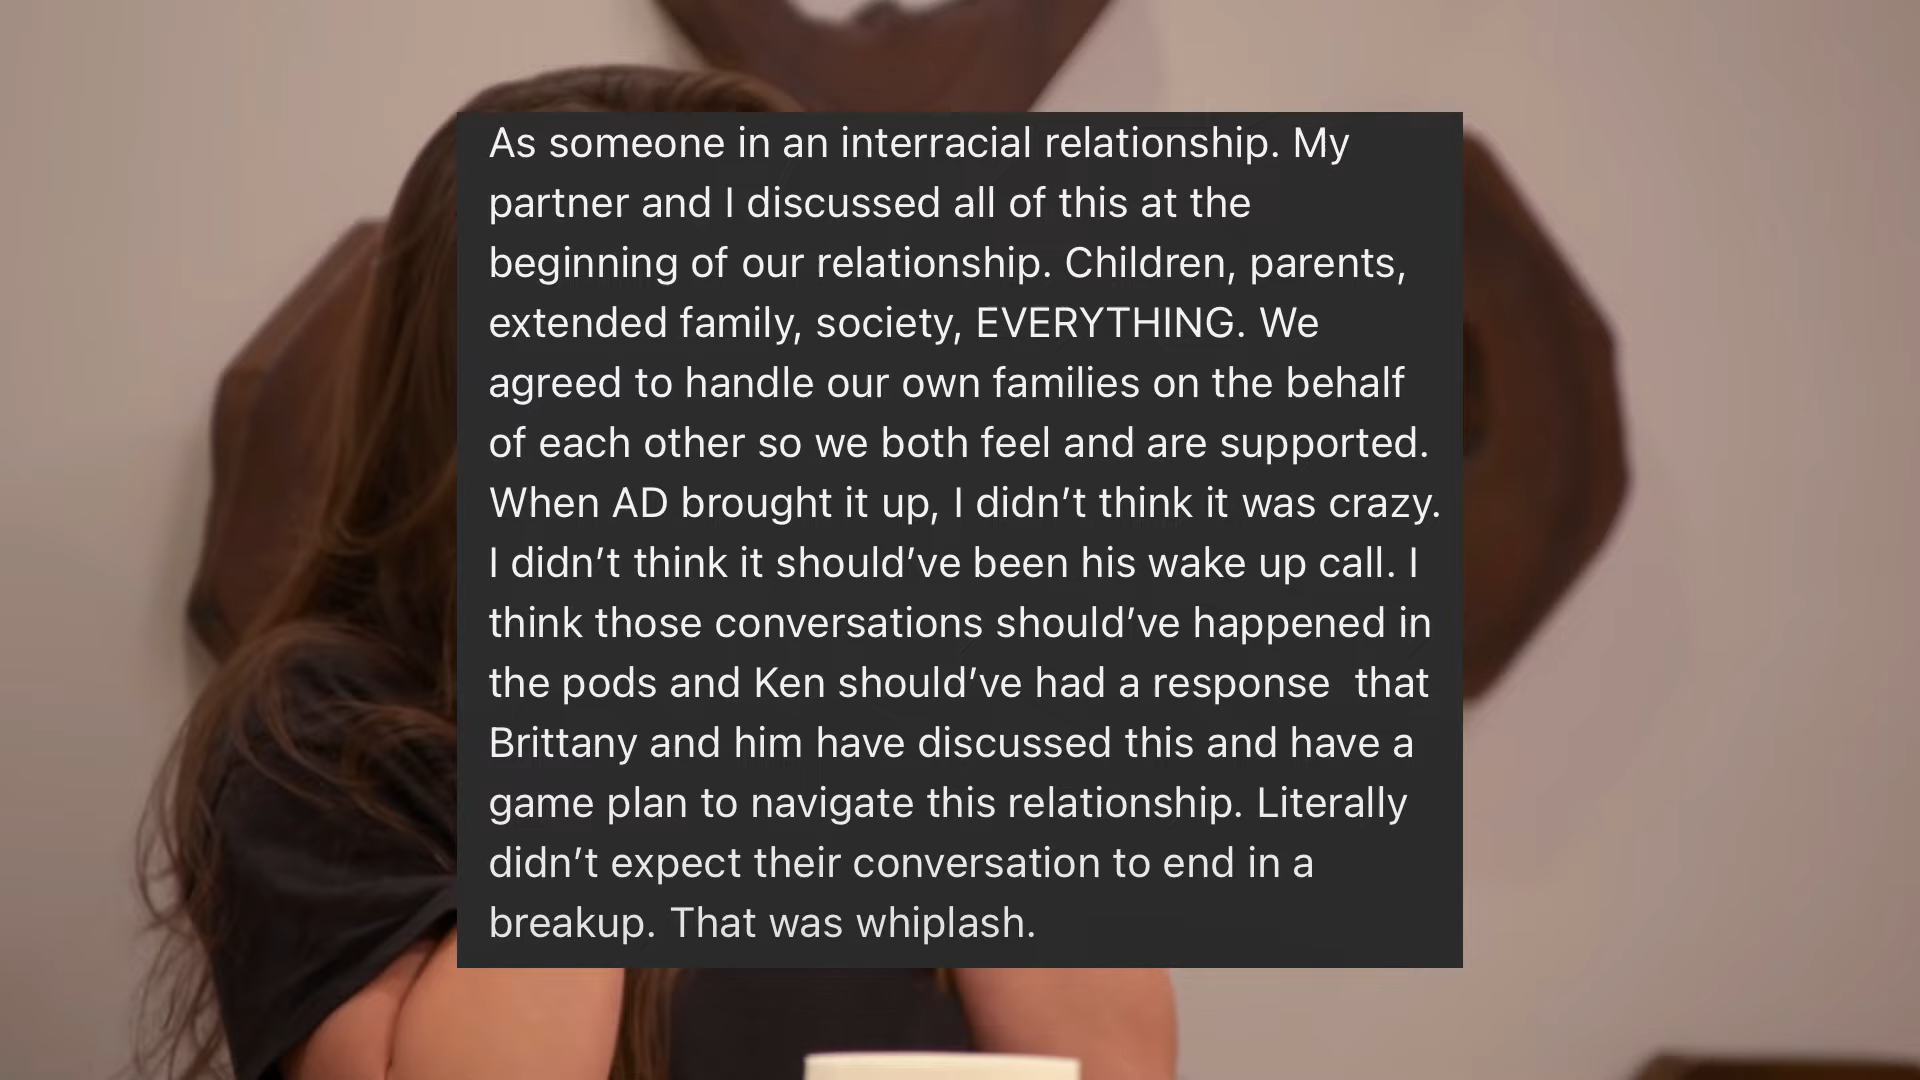 As someone in an interracial relationship. My
partner and I discussed all of this at the
beginning of our relationship. Children, parents,
extended family, society, EVERYTHING. We
agreed to handle our own families on the behalf
of each other so we both feel and are supported.
When AD brought it up, I didn’t think it was crazy.
I didn’t think it should’ve been his wake up call. I
think those conversations should’ve happened in
the pods and Ken should’ve had a response  that
Brittany and him have discussed this and have a
game plan to navigate this relationship. Literally
didn’t expect their conversation to end in a
breakup. That was whiplash.